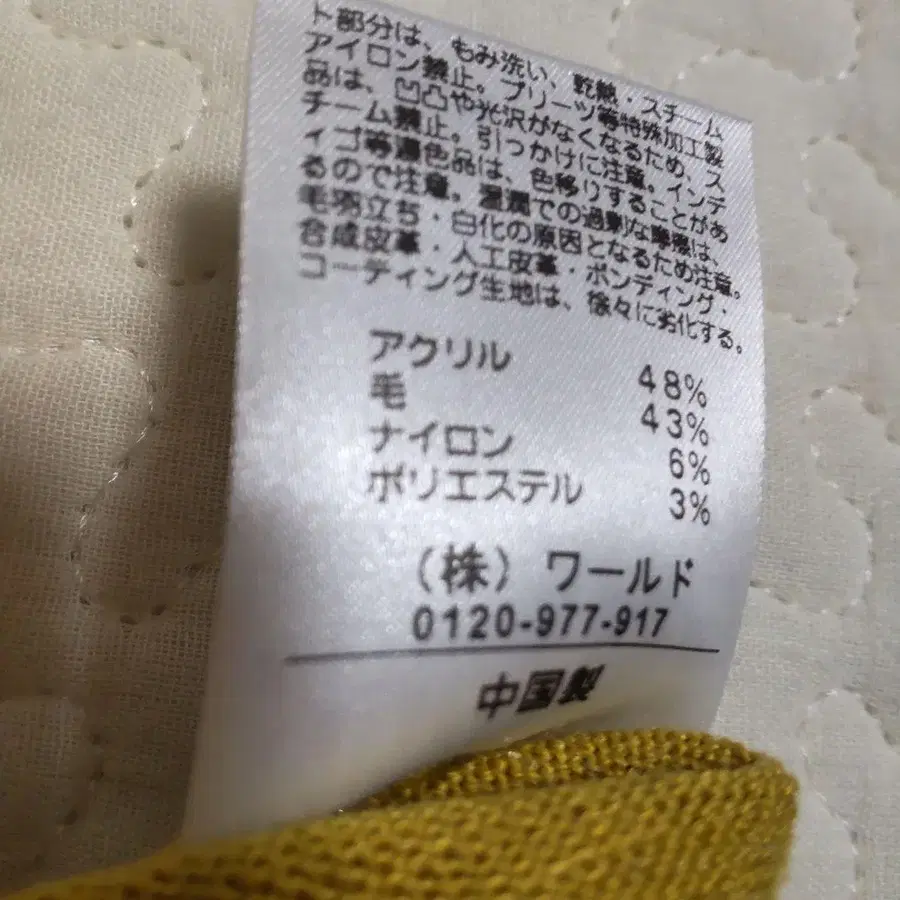 ト部分は、もみ洗い、乾熱・スチーム
アイロン禁止。プリーツ等特殊加工製
品は、凹凸や光沢がなくなるため、ス
チーム禁止。引っかけに注意。インデ
ィゴ等濃色品は、色移りすることがあ
るので注意。湿潤での過剰な摩擦は、
毛羽立ち・白化の原因となるため注意。
合成皮革・人工皮革・ボンディング・
コーティング生地は、徐々に劣化する。
アクリル 48%
毛 43%
ナイロン 6%
ポリエステル 3%
(株) ワールド
0120-977-917
中国製